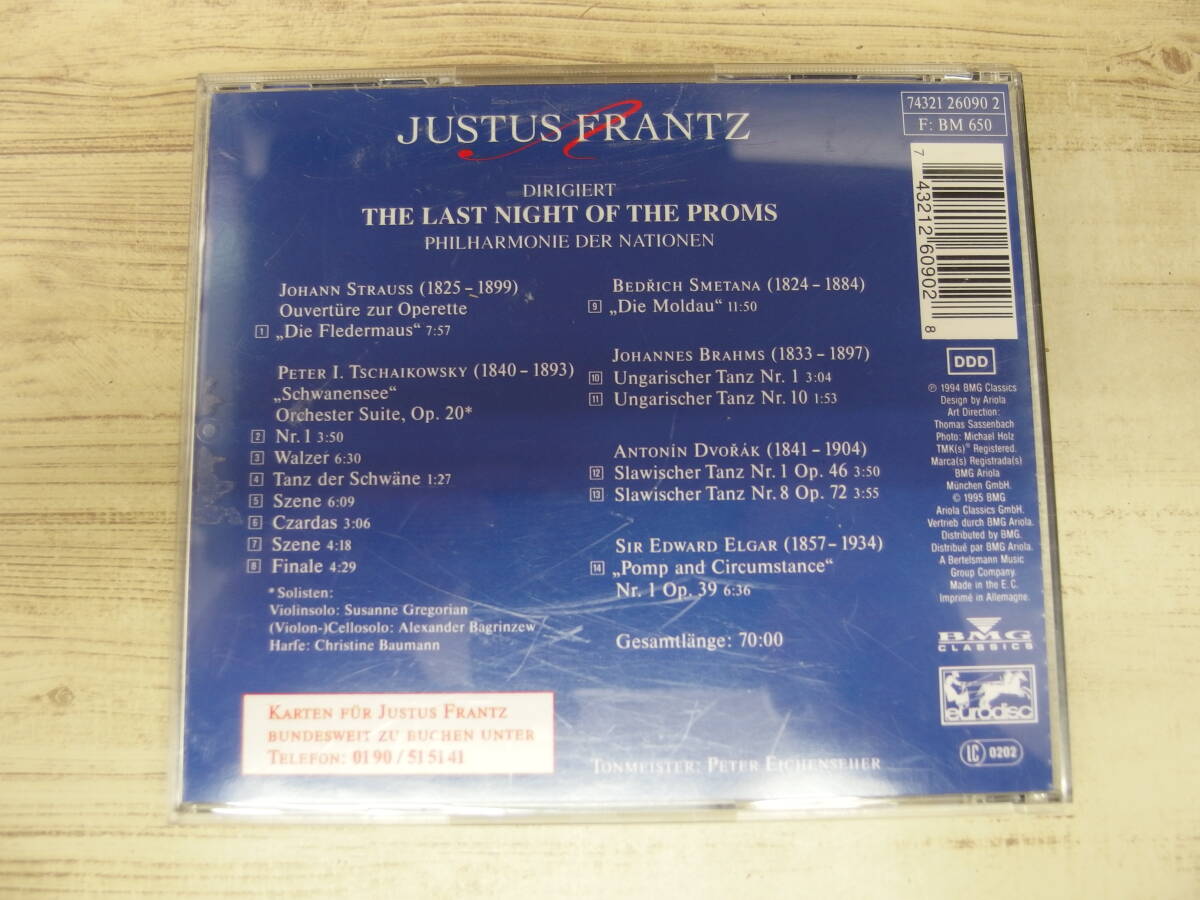 JUSTUS FRANTZ
DIRIGIERT
THE LAST NIGHT OF THE PROMS
PHILHARMONIE DER NATIONEN
JOHANN STRAUSS (1825 – 1899)
Ouvertüre zur Operette
1 „Die Fledermaus“ 7:57
PETER I. TSCHAIKOWSKY (1840 – 1893)
„Schwanensee“
Orchester Suite, Op. 20*
2 Nr. 1 3:50
3 Walzer 6:30
4 Tanz der Schwäne 1:27
5 Szene 6:09
6 Czardas 3:06
7 Szene 4:18
8 Finale 4:29
*Solisten:
Violinsolo: Susanne Gregorian
(Violon-)Cellosolo: Alexander Bagrinzew
Harfe: Christine Baumann
BEDŘICH SMETANA (1824 – 1884)
9 „Die Moldau“ 11:50
JOHANNES BRAHMS (1833 – 1897)
10 Ungarischer Tanz Nr. 1 3:04
11 Ungarischer Tanz Nr. 10 1:53
ANTONÍN DVOŘÁK (1841 – 1904)
12 Slawischer Tanz Nr. 1 Op. 46 3:50
13 Slawischer Tanz Nr. 8 Op. 72 3:55
SIR EDWARD ELGAR (1857 – 1934)
14 „Pomp and Circumstance“
Nr. 1 Op. 39 6:36
Gesamtlänge: 70:00
KARTEN FÜR JUSTUS FRANTZ
BUNDESWEIT ZU BUCHEN UNTER
TELEFON: 01 90 / 51 51 41
TONMEISTER: PETER EICHENSEHER
74321 26090 2
F: BM 650
7 43212 60902 8
DDD
℗ 1994 BMG Classics
Design by Ariola
Art Direction:
Thomas Sassenbach
Photo: Michael Holz
TMK(s)® Registered.
Marca(s) Registrada(s)
BMG Ariola
München GmbH.
© 1995 BMG
Ariola Classics GmbH.
Vertrieb durch BMG Ariola.
Distributed by BMG.
Distribué par BMG Ariola.
A Bertelsmann Music
Group Company.
Made in the E.C.
Imprimé in Allemagne.
BMG
CLASSICS
eurodisc
LC 0202